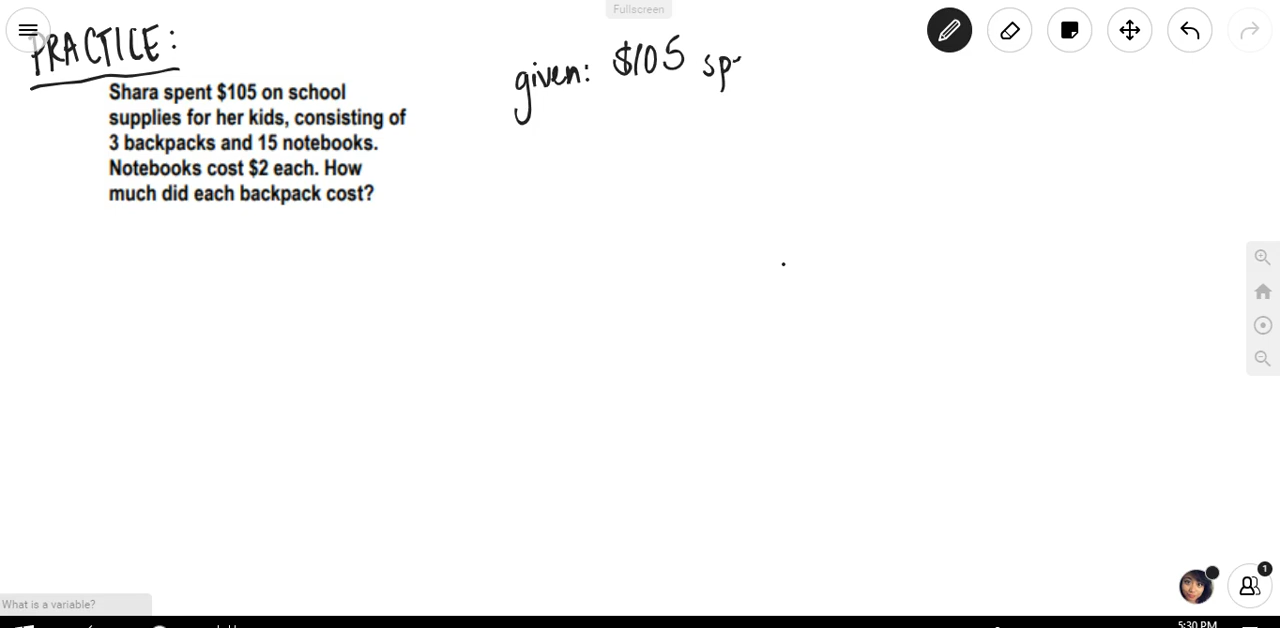 Fullscreen
PRACTICE:
given: $105 sp
Shara spent $105 on school
supplies for her kids, consisting of
3 backpacks and 15 notebooks.
Notebooks cost $2 each. How
much did each backpack cost?
1
What is a variable?
5:30 PM